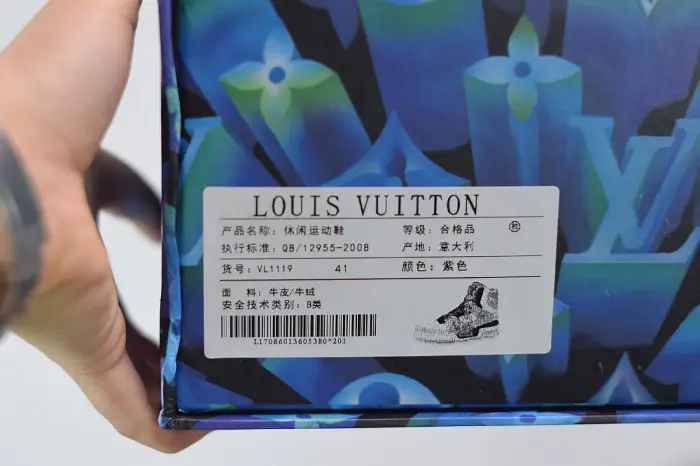 LOUIS VUITTON
产品名称: 休闲运动鞋 等级: 合格品
执行标准: QB/12955-2008 产地: 意大利
货号: VL1119 41 颜色: 紫色
面 料: 牛皮/牛绒
安全技术类别: B类
L17086013605380*201